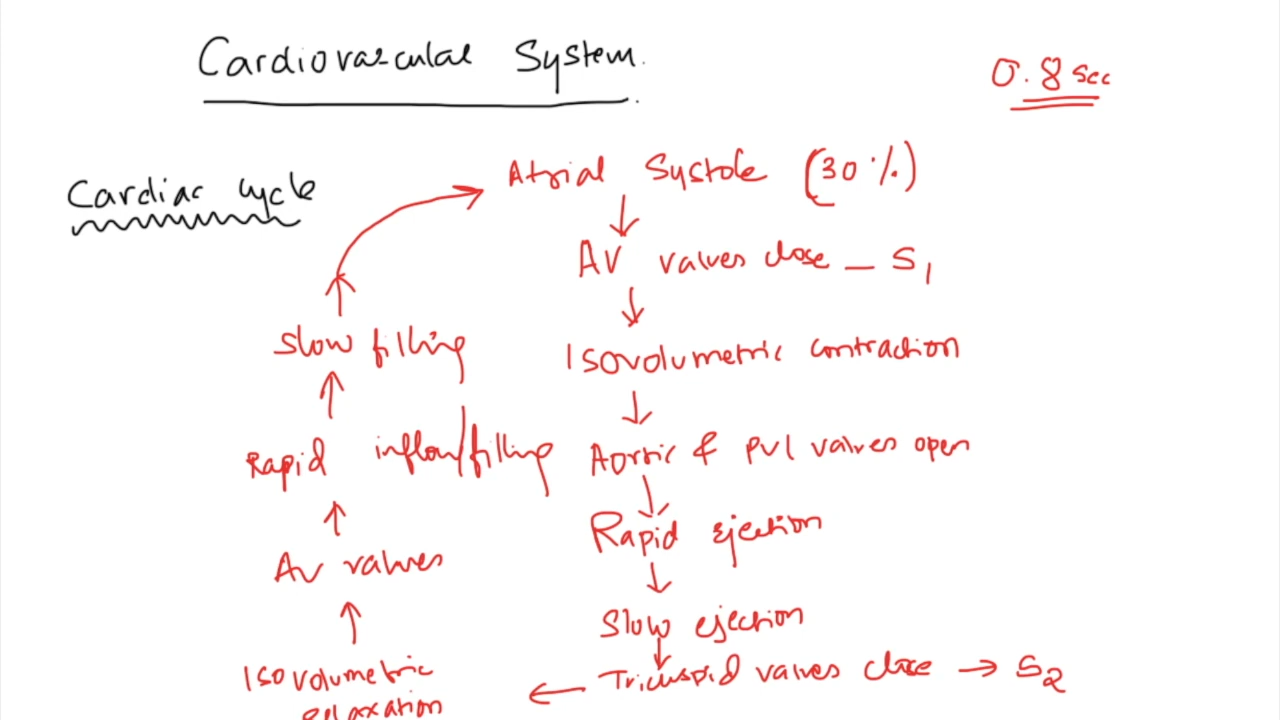 Cardiovascular System.
0.8 sec
Cardiac cycle
Atrial Systole (30%)
AV valves close - S1
Isovolumetric contraction
Aortic & pul valves open
Rapid ejection
Slow ejection
Tricuspid valves close → S2
Isovolumetric
relaxation
AV valves
Rapid inflow/filling
Slow filling